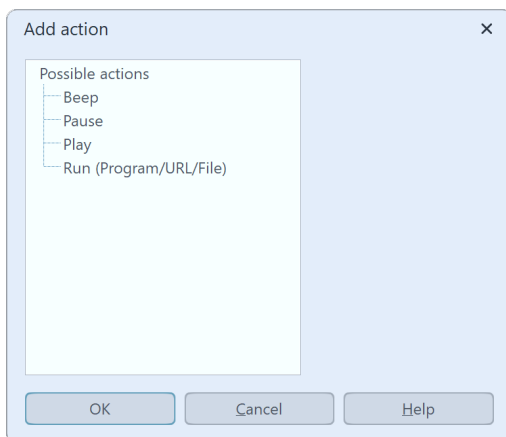 Add action
Possible actions
Beep
Pause
Play
Run (Program/URL/File)
OK
Cancel
Help